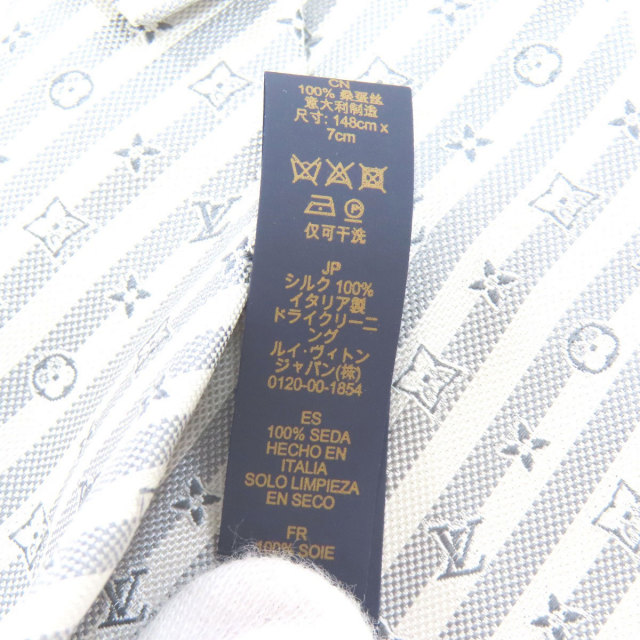 CN
100% 桑蚕丝
意大利制造
尺寸: 148cm x
7cm
仅可干洗
JP
シルク 100%
イタリア製
ドライクリーニ
ング
ルイ・ヴィトン
ジャパン(株)
0120-00-1854
ES
100% SEDA
HECHO EN
ITALIA
SOLO LIMPIEZA
EN SECO
FR
100% SOIE